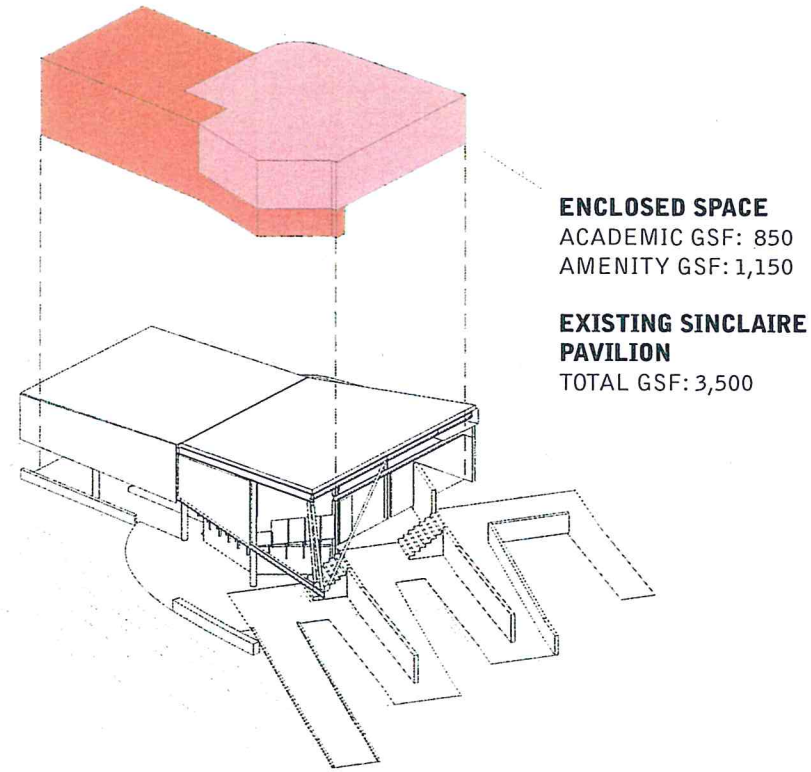 ENCLOSED SPACE
ACADEMIC GSF: 850
AMENITY GSF: 1,150
EXISTING SINCLAIRE
PAVILION
TOTAL GSF: 3,500